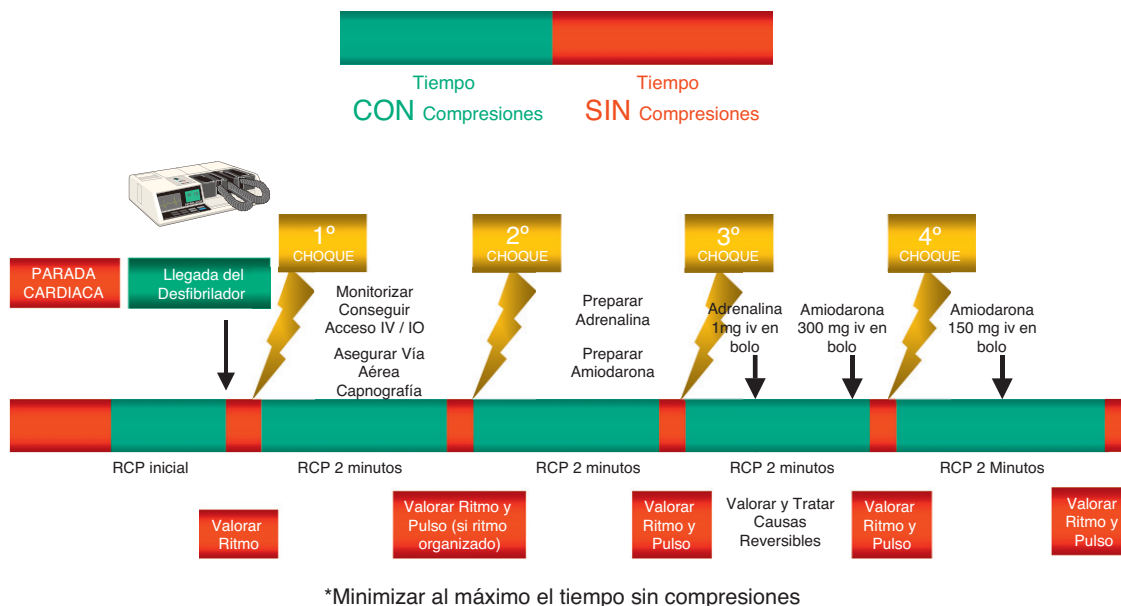 Tiempo
CON Compresiones
Tiempo
SIN Compresiones
PARADA
CARDIACA
Llegada del
Desfibrilador
1º
CHOQUE
Monitorizar
Conseguir
Acceso IV / IO
Asegurar Vía
Aérea
Capnografía
2º
CHOQUE
Preparar
Adrenalina
Preparar
Amiodarona
3º
CHOQUE
Adrenalina
1mg iv en
bolo
Amiodarona
300 mg iv en
bolo
4º
CHOQUE
Amiodarona
150 mg iv en
bolo
RCP inicial
RCP 2 minutos
RCP 2 minutos
RCP 2 minutos
RCP 2 Minutos
Valorar
Ritmo
Valorar Ritmo y
Pulso (si ritmo
organizado)
Valorar
Ritmo y
Pulso
Valorar y Tratar
Causas
Reversibles
Valorar
Ritmo y
Pulso
Valorar
Ritmo y
Pulso
*Minimizar al máximo el tiempo sin compresiones